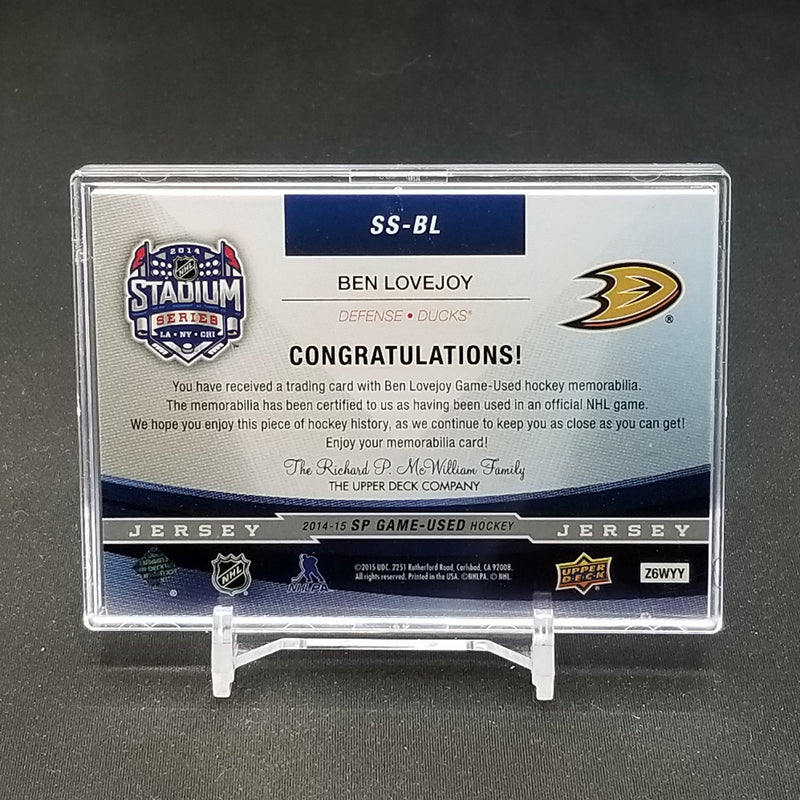 SS-BL
2014
NHL
STADIUM
SERIES
LA • NY • CHI
BEN LOVEJOY
DEFENSE • DUCKS®
®
CONGRATULATIONS!
You have received a trading card with Ben Lovejoy Game-Used hockey memorabilia.
The memorabilia has been certified to us as having been used in an official NHL game.
We hope you enjoy this piece of hockey history, as we continue to keep you as close as you can get!
Enjoy your memorabilia card!
The Richard P. McWilliam Family
THE UPPER DECK COMPANY
JERSEY
2014-15 SP GAME-USED HOCKEY
JERSEY
NHL
NHLPA
©2015 UDC. 2251 Rutherford Road, Carlsbad, CA 92008.
All rights reserved. Printed in the USA. ©NHLPA. © NHL.
UPPER
DECK
Z6WYY